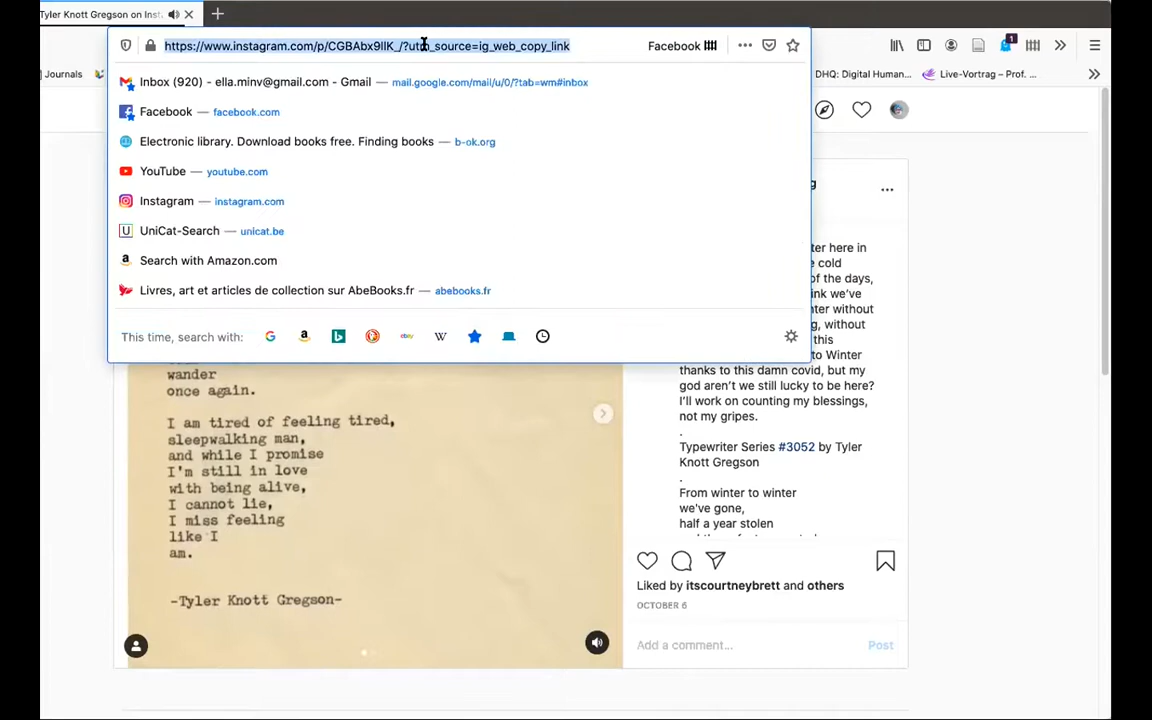 Tyler Knott Gregson on Inst
https://www.instagram.com/p/CGBAbx9llK_/?utm_source=ig_web_copy_link
Facebook
1
Journals
DHQ: Digital Human...
Live-Vortrag – Prof. ...
Inbox (920) - ella.minv@gmail.com - Gmail — mail.google.com/mail/u/0/?tab=wm#inbox
Facebook — facebook.com
Electronic library. Download books free. Finding books — b-ok.org
YouTube — youtube.com
Instagram — instagram.com
UniCat-Search — unicat.be
Search with Amazon.com
Livres, art et articles de collection sur AbeBooks.fr — abebooks.fr
This time, search with:
wander
once again.
I am tired of feeling tired,
sleepwalking man,
and while I promise
I'm still in love
with being alive,
I cannot lie,
I miss feeling
like I
am.
-Tyler Knott Gregson-
g
ter here in
e cold
of the days,
ink we've
nter without
g, without
this
to Winter
thanks to this damn covid, but my
god aren't we still lucky to be here?
I'll work on counting my blessings,
not my gripes.
.
Typewriter Series #3052 by Tyler
Knott Gregson
.
From winter to winter
we've gone,
half a year stolen
Liked by itscourtneybrett and others
OCTOBER 6
Add a comment...
Post